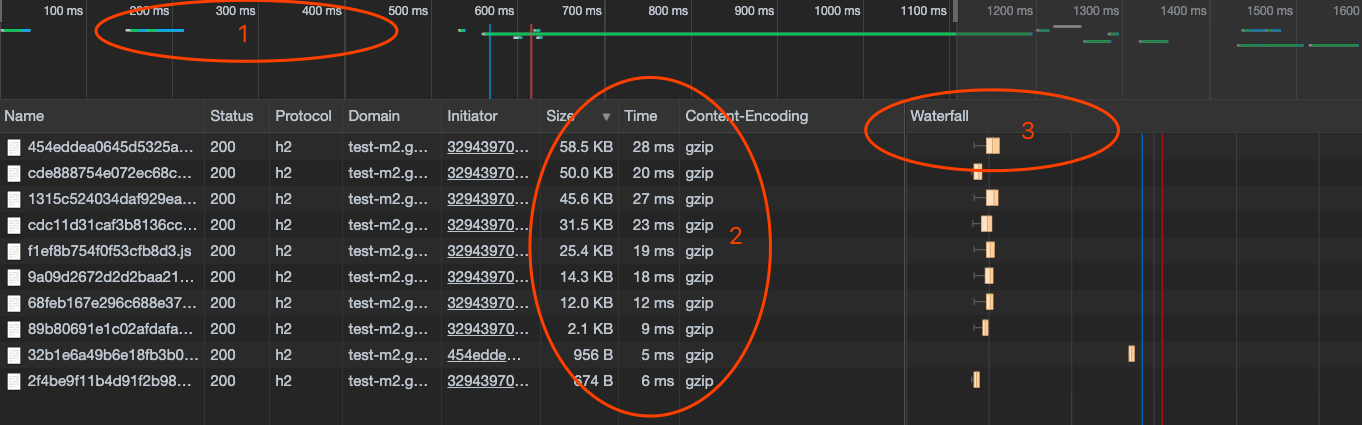 100 ms 200 ms 300 ms 400 ms 500 ms 600 ms 700 ms 800 ms 900 ms 1000 ms 1100 ms 1200 ms 1300 ms 1400 ms 1500 ms 1600
1
Name Status Protocol Domain Initiator Size ▼ Time Content-Encoding Waterfall
3
454eddea0645d5325a... 200 h2 test-m2.g... 32943970... 58.5 KB 28 ms gzip
cde888754e072ec68c... 200 h2 test-m2.g... 32943970... 50.0 KB 20 ms gzip
1315c524034daf929ea... 200 h2 test-m2.g... 32943970... 45.6 KB 27 ms gzip
cdc11d31caf3b8136cc... 200 h2 test-m2.g... 32943970... 31.5 KB 23 ms gzip
2
f1ef8b754f0f53cfb8d3.js 200 h2 test-m2.g... 32943970... 25.4 KB 19 ms gzip
9a09d2672d2d2baa21... 200 h2 test-m2.g... 32943970... 14.3 KB 18 ms gzip
68feb167e296c688e37... 200 h2 test-m2.g... 32943970... 12.0 KB 12 ms gzip
89b80691e1c02afdafa... 200 h2 test-m2.g... 32943970... 2.1 KB 9 ms gzip
32b1e6a49b6e18fb3b0... 200 h2 test-m2.g... 454edde... 956 B 5 ms gzip
2f4be9f11b4d91f2b98... 200 h2 test-m2.g... 32943970... 674 B 6 ms gzip